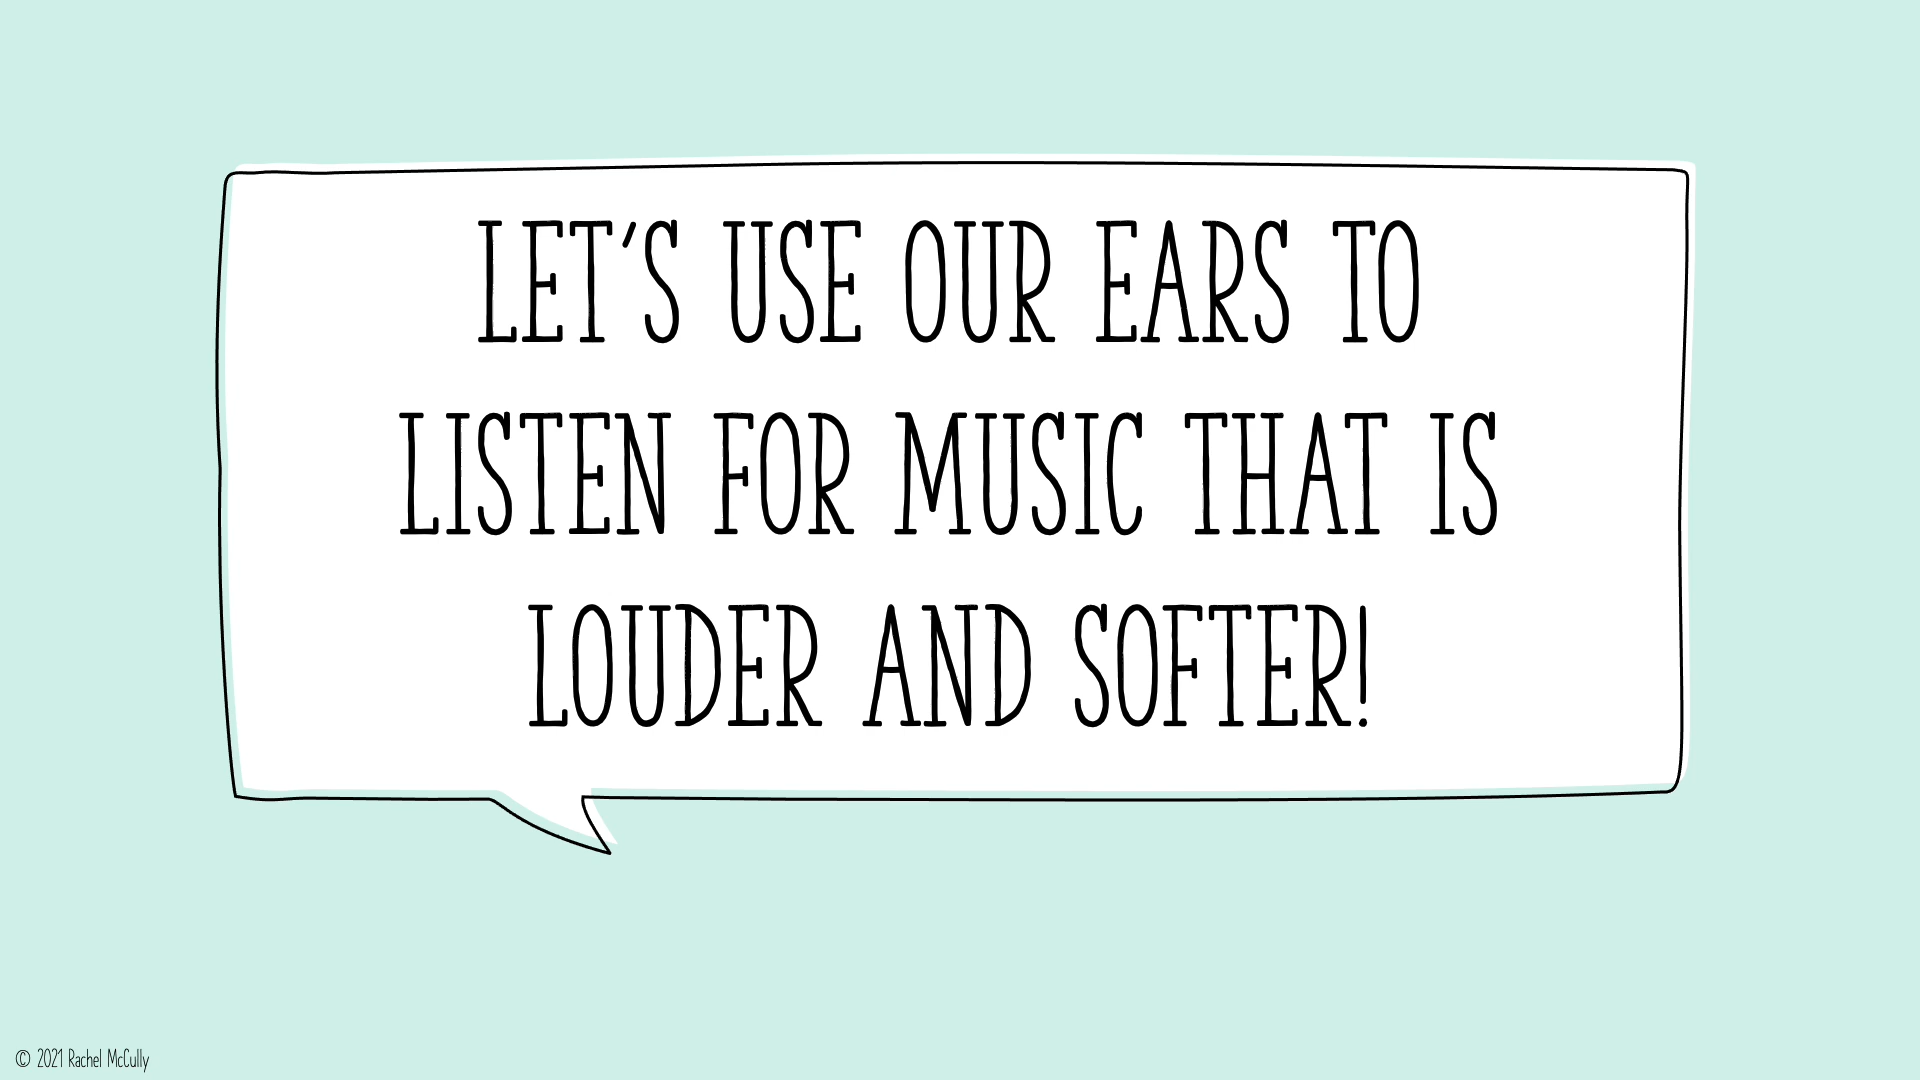 LET'S USE OUR EARS TO
LISTEN FOR MUSIC THAT IS
LOUDER AND SOFTER!
© 2021 Rachel McCully